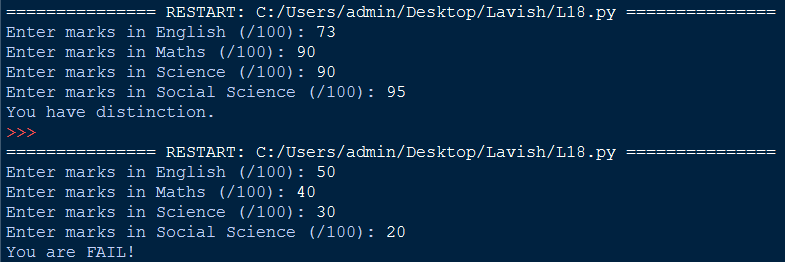 =============== RESTART: C:/Users/admin/Desktop/Lavish/L18.py ===============
Enter marks in English (/100): 73
Enter marks in Maths (/100): 90
Enter marks in Science (/100): 90
Enter marks in Social Science (/100): 95
You have distinction.
>>>
=============== RESTART: C:/Users/admin/Desktop/Lavish/L18.py ===============
Enter marks in English (/100): 50
Enter marks in Maths (/100): 40
Enter marks in Science (/100): 30
Enter marks in Social Science (/100): 20
You are FAIL!